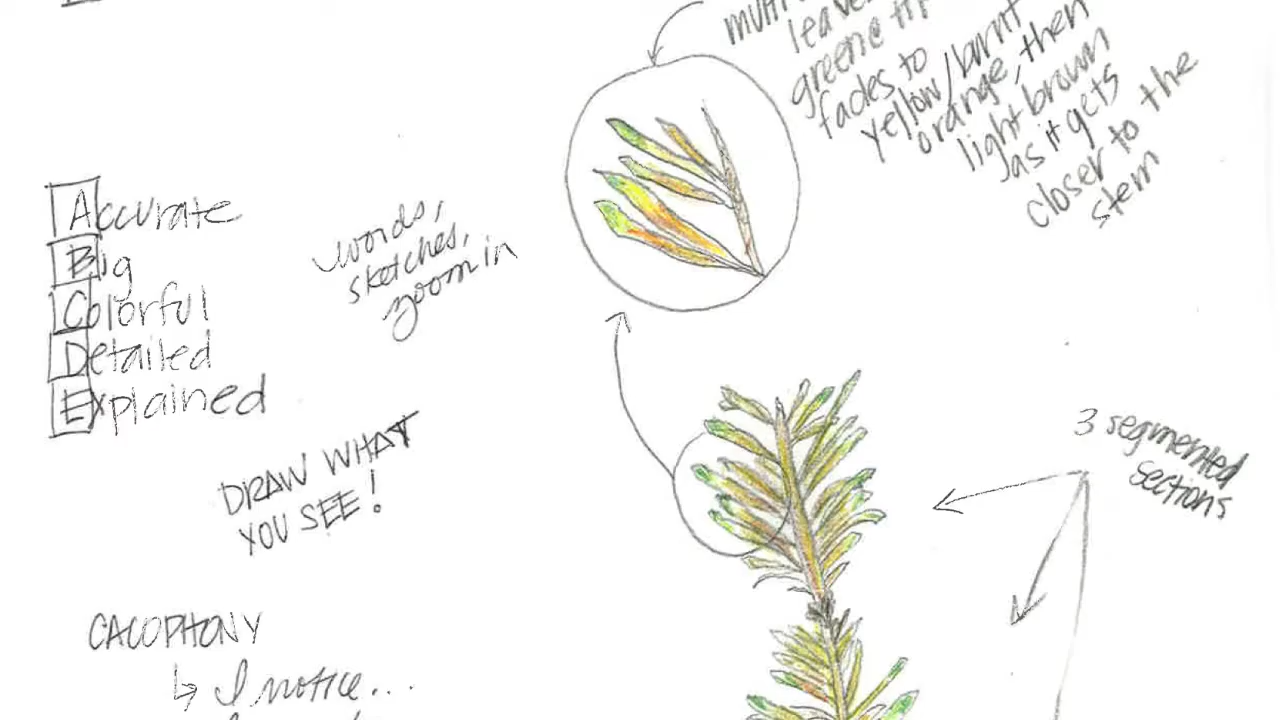 Accurate
Big
Colorful
Detailed
Explained
words,
sketches,
zoom in
DRAW WHAT
YOU SEE!
CACOPHONY
↳ I notice...
greene tip
fades to
yellow/burnt
orange, then
light brown
as it gets
closer to the
stem
3 segmented
sections